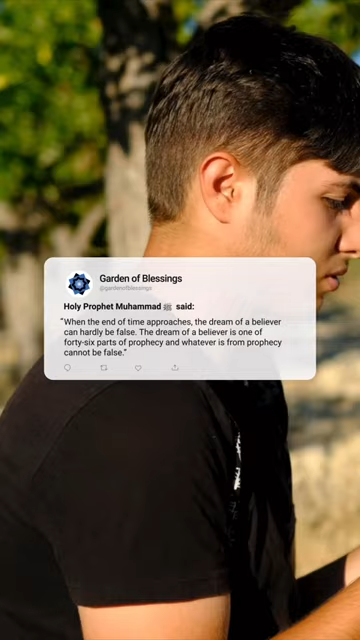 Garden of Blessings
@gardenofblessings
Holy Prophet Muhammad ﷺ said:
"When the end of time approaches, the dream of a believer
can hardly be false. The dream of a believer is one of
forty-six parts of prophecy and whatever is from prophecy
cannot be false."